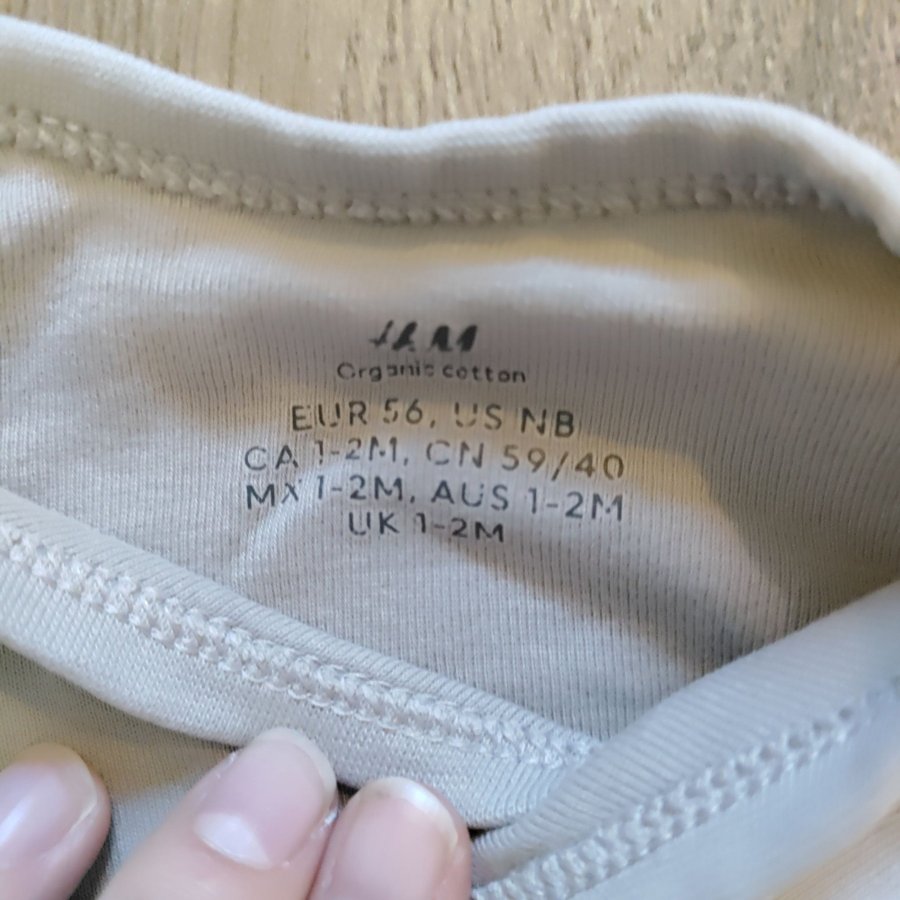 H&M
Organic cotton
EUR 56, US NB
CA 1-2M, CN 59/40
MX 1-2M, AUS 1-2M
UK 1-2M